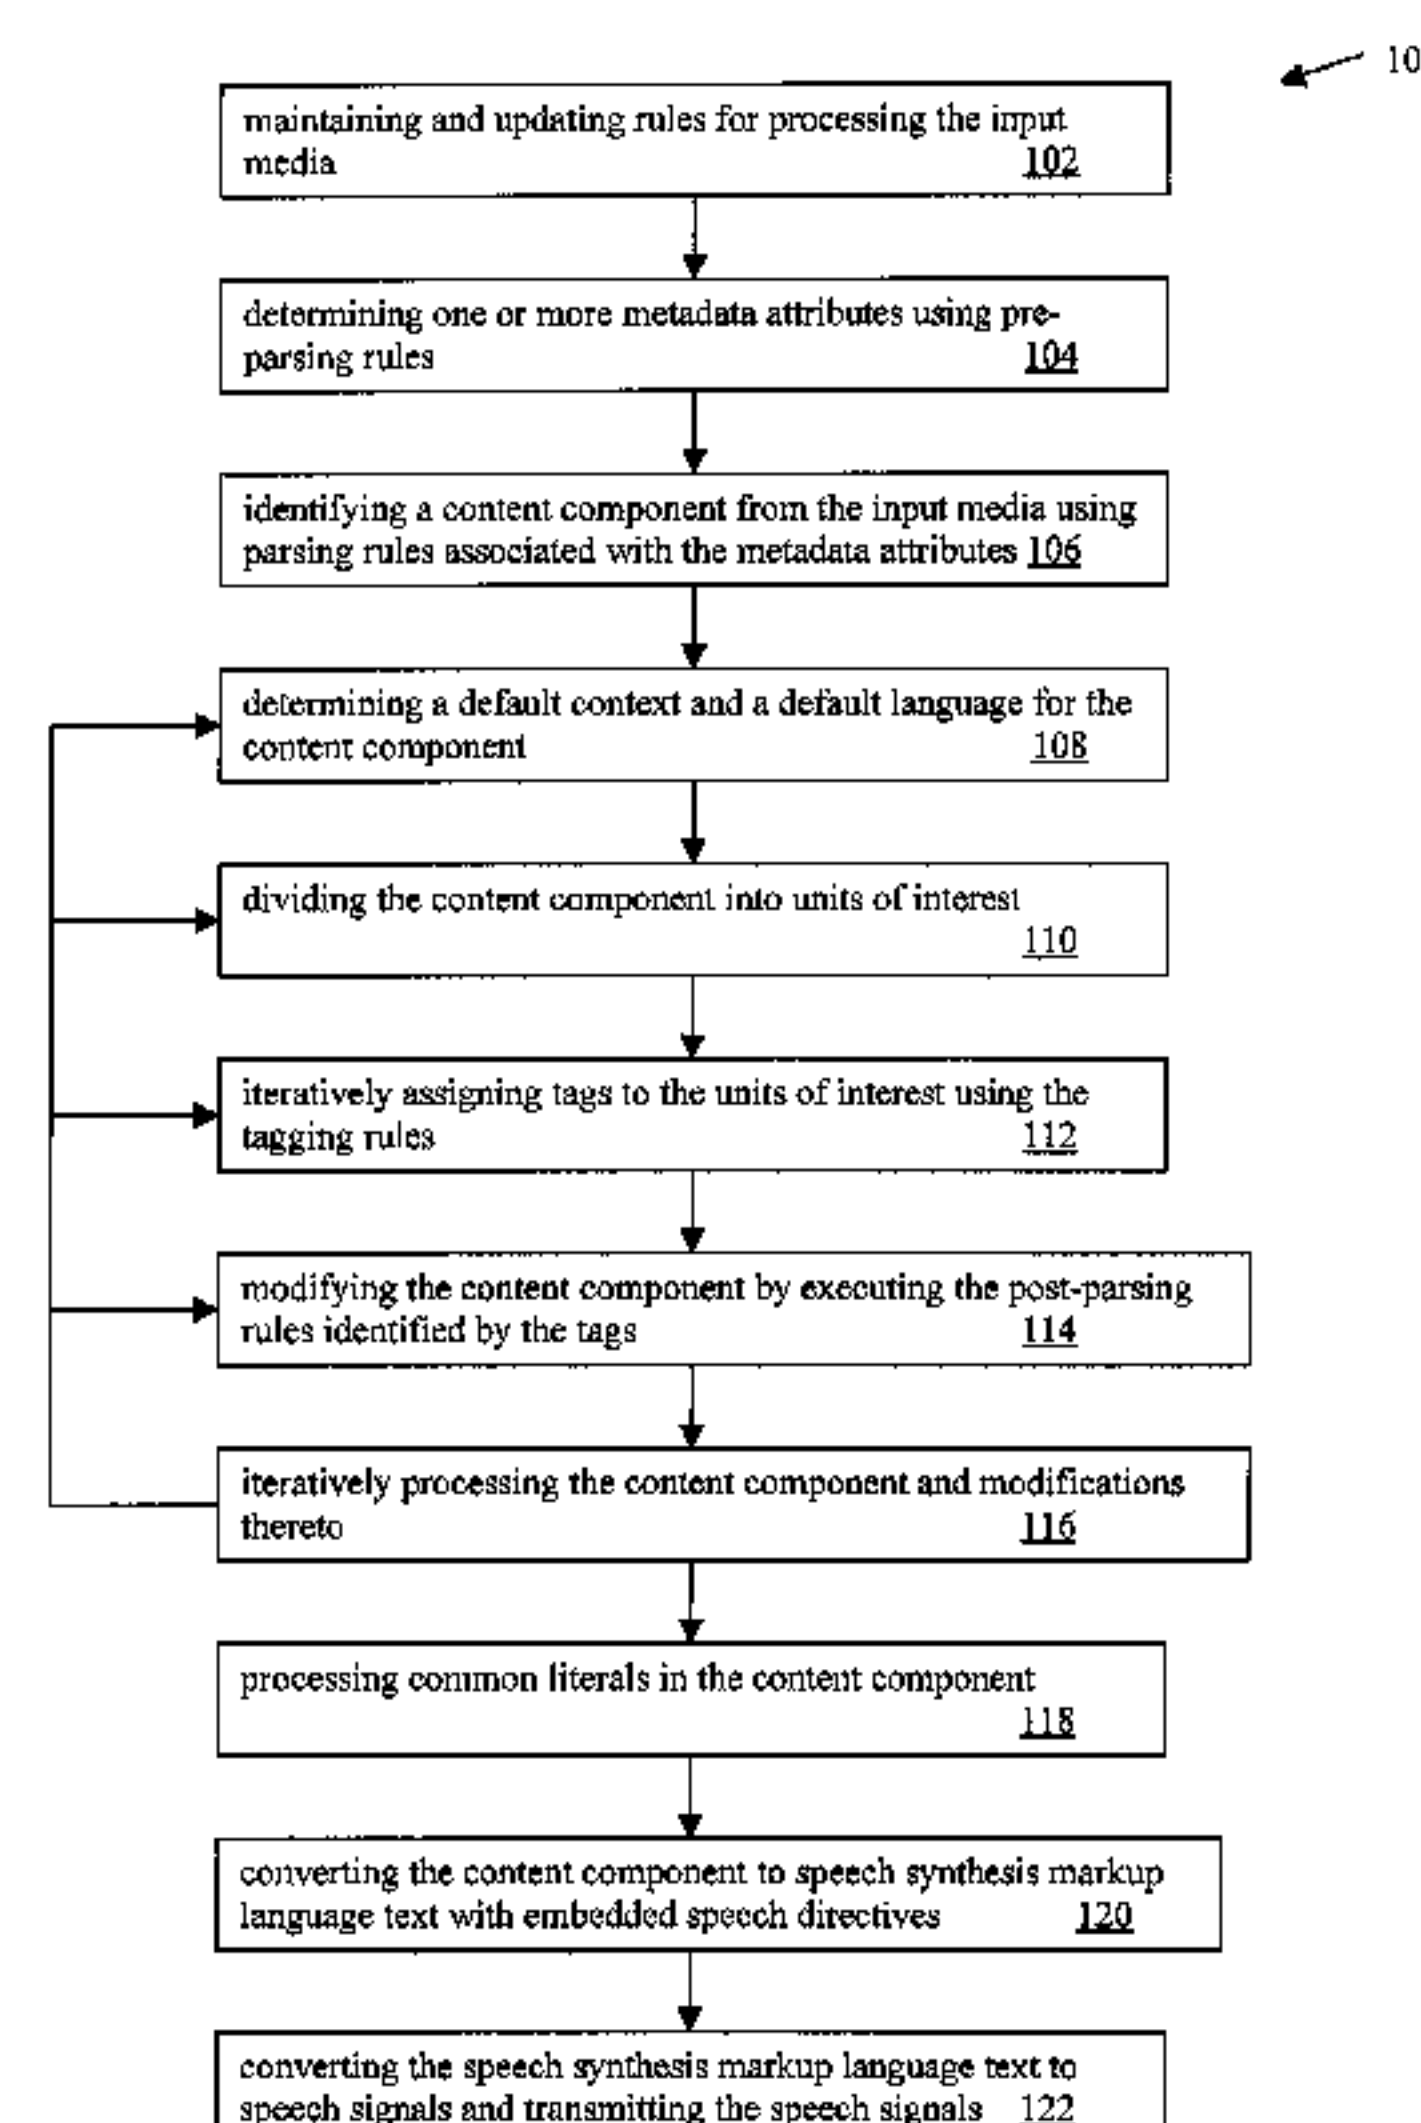 10
maintaining and updating rules for processing the input
media 102
determining one or more metadata attributes using pre-
parsing rules 104
identifying a content component from the input media using
parsing rules associated with the metadata attributes 106
determining a default context and a default language for the
content component 108
dividing the content component into units of interest
110
iteratively assigning tags to the units of interest using the
tagging rules 112
modifying the content component by executing the post-parsing
rules identified by the tags 114
iteratively processing the content component and modifications
thereto 116
processing common literals in the content component
118
converting the content component to speech synthesis markup
language text with embedded speech directives 120
converting the speech synthesis markup language text to
speech signals and transmitting the speech signals 122